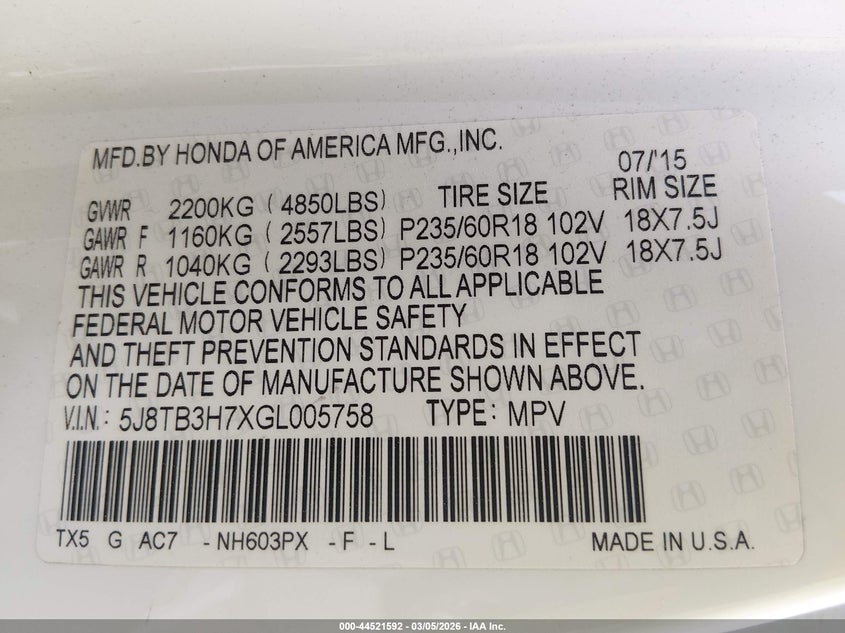 MFD.BY HONDA OF AMERICA MFG.,INC. 07/'15
GVWR 2200KG ( 4850LBS) TIRE SIZE RIM SIZE
GAWR F 1160KG ( 2557LBS) P235/60R18 102V 18X7.5J
GAWR R 1040KG ( 2293LBS) P235/60R18 102V 18X7.5J
THIS VEHICLE CONFORMS TO ALL APPLICABLE
FEDERAL MOTOR VEHICLE SAFETY
AND THEFT PREVENTION STANDARDS IN EFFECT
ON THE DATE OF MANUFACTURE SHOWN ABOVE.
V.I.N.: 5J8TB3H7XGL005758 TYPE: MPV
TX5 G AC7 -NH603PX -F -L MADE IN U.S.A.
000-44521592 - 03/05/2026 - IAA Inc.